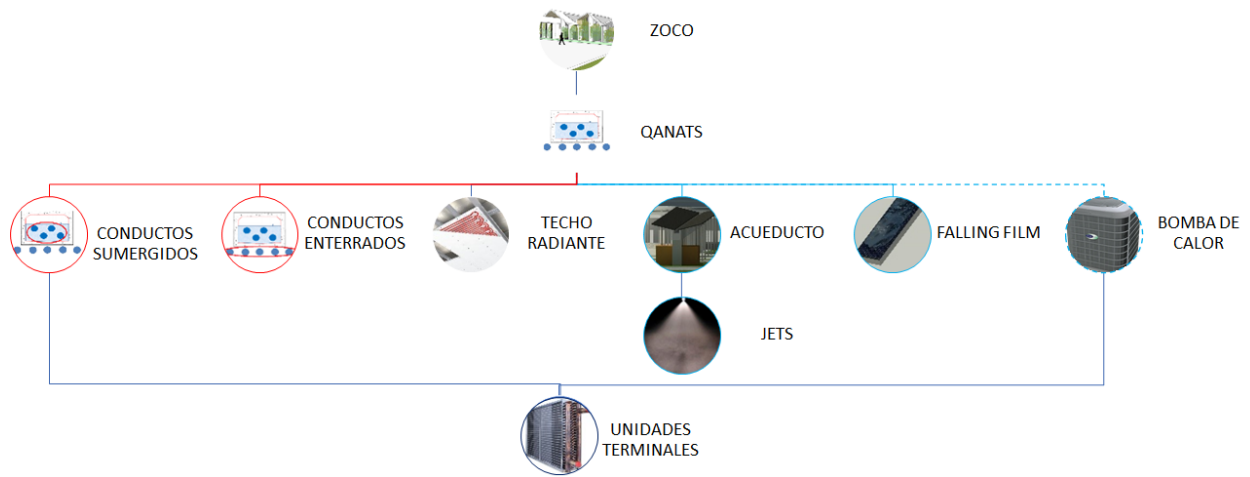 ZOCO
QANATS
CONDUCTOS
SUMERGIDOS
CONDUCTOS
ENTERRADOS
TECHO
RADIANTE
ACUEDUCTO
FALLING FILM
BOMBA DE
CALOR
JETS
UNIDADES
TERMINALES